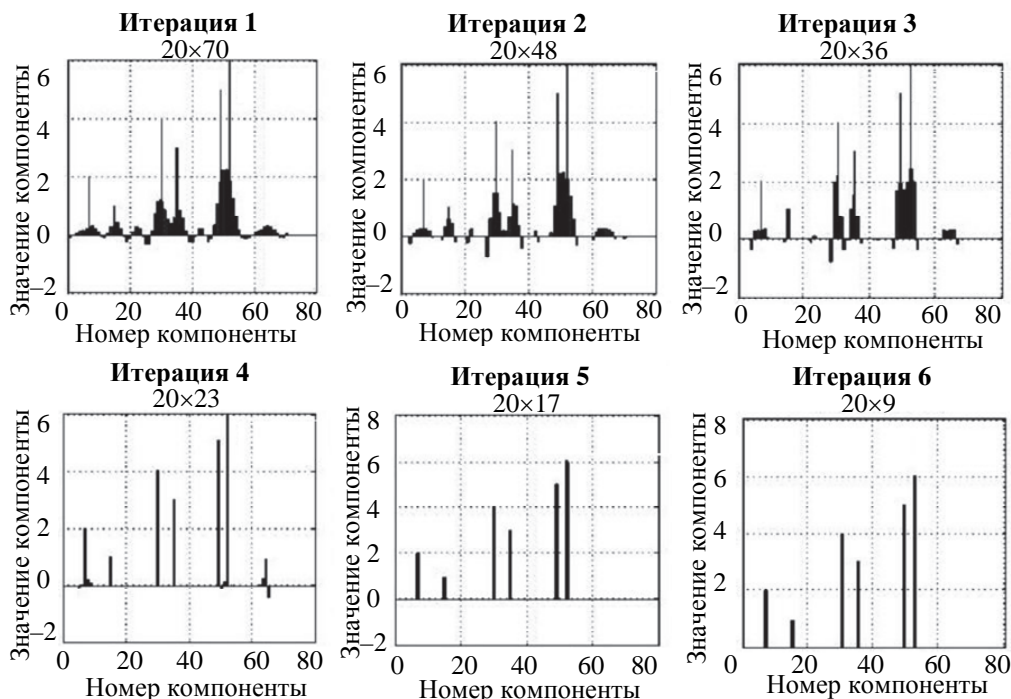 Итерация 1
20×70
Значение компоненты
6
4
2
0
–2
0 20 40 60 80
Номер компоненты
Итерация 2
20×48
Значение компоненты
6
4
2
0
–2
0 20 40 60 80
Номер компоненты
Итерация 3
20×36
Значение компоненты
6
4
2
0
–2
0 20 40 60 80
Номер компоненты
Итерация 4
20×23
Значение компоненты
6
4
2
0
–2
0 20 40 60 80
Номер компоненты
Итерация 5
20×17
Значение компоненты
8
6
4
2
0
–2
0 20 40 60 80
Номер компоненты
Итерация 6
20×9
Значение компоненты
8
6
4
2
0 20 40 60 80
Номер компоненты